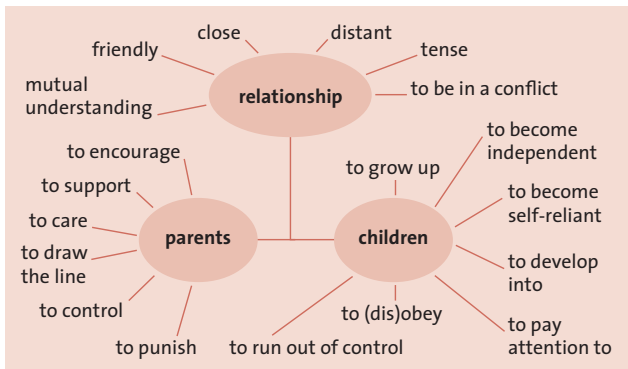 close
distant
friendly
tense
mutual
understanding
relationship
to be in a conflict
to encourage
to support
to care
to draw
the line
to control
to punish
parents
to grow up
children
to become
independent
to become
self-reliant
to develop
into
to pay
attention to
to (dis)obey
to run out of control